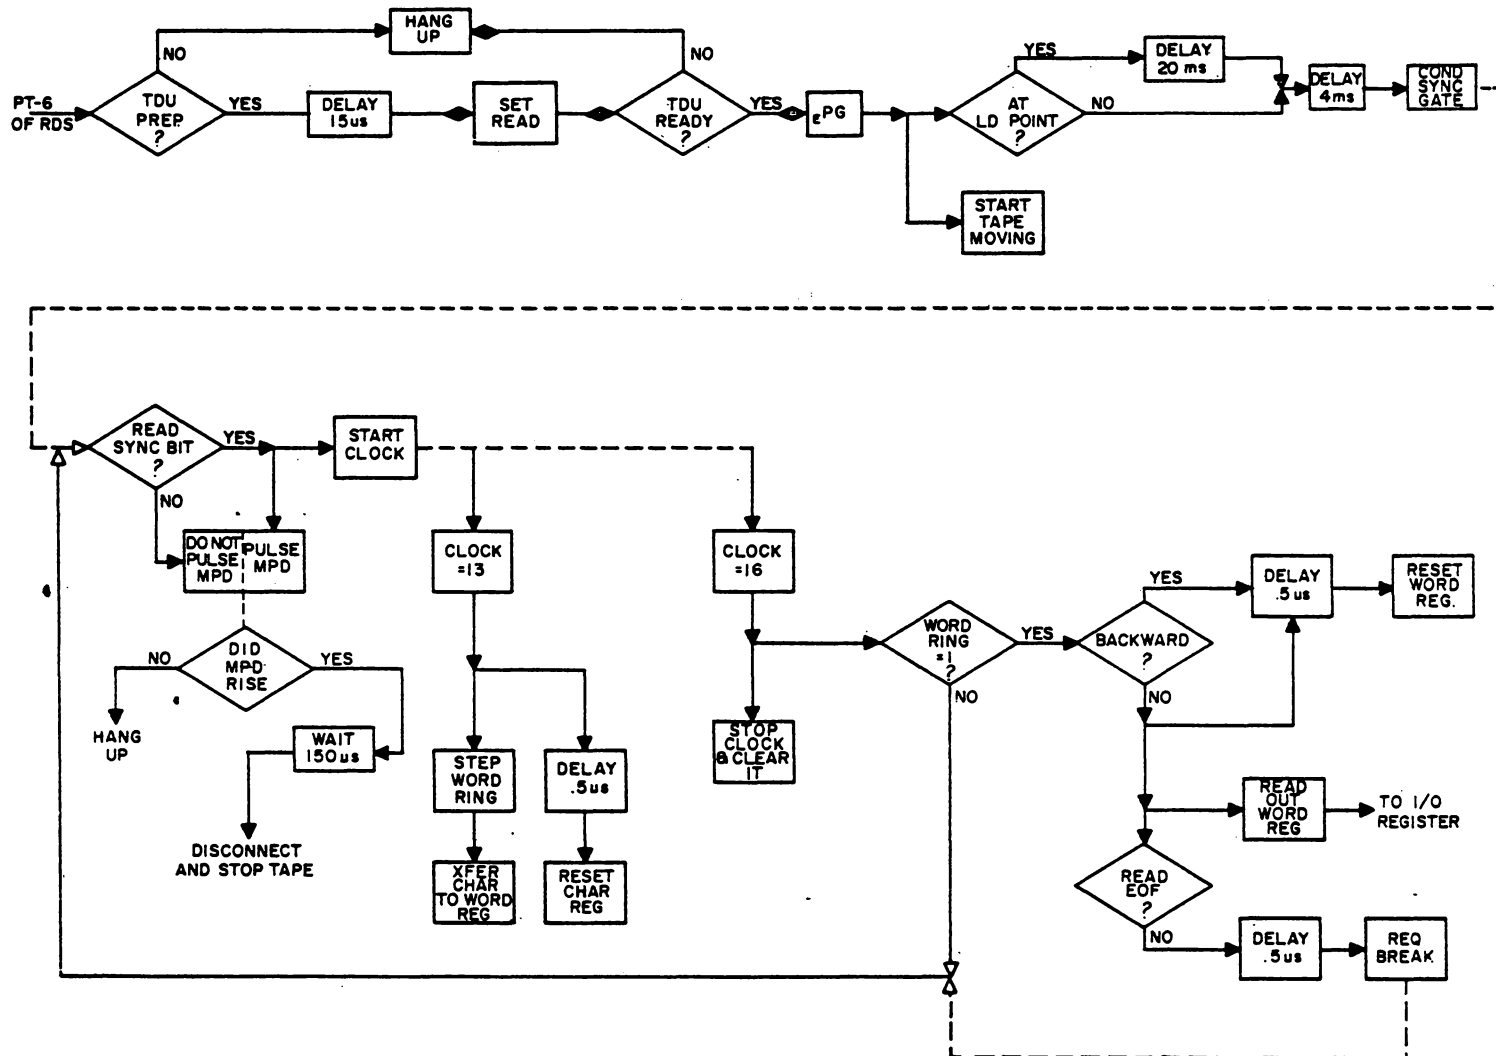 HANG
UP
NO
NO
PT-6
OF RDS
TDU
PREP
?
YES
DELAY
15us
SET
READ
TDU
READY
?
YES
εPG
AT
LD POINT
?
YES
NO
DELAY
20 ms
DELAY
4ms
COND
SYNC
GATE
START
TAPE
MOVING
READ
SYNC BIT
?
YES
NO
START
CLOCK
DO NOT
PULSE
MPD
PULSE
MPD
CLOCK
=13
CLOCK
=16
DID
MPD
RISE
NO
YES
HANG
UP
WAIT
150us
DISCONNECT
AND STOP TAPE
STEP
WORD
RING
DELAY
.5us
XFER
CHAR
TO WORD
REG
RESET
CHAR
REG
STOP
CLOCK
& CLEAR
IT
WORD
RING
=1
?
YES
NO
BACKWARD
?
YES
NO
DELAY
.5us
RESET
WORD
REG.
READ
OUT
WORD
REG
TO I/O
REGISTER
READ
EOF
?
NO
DELAY
.5us
REQ
BREAK